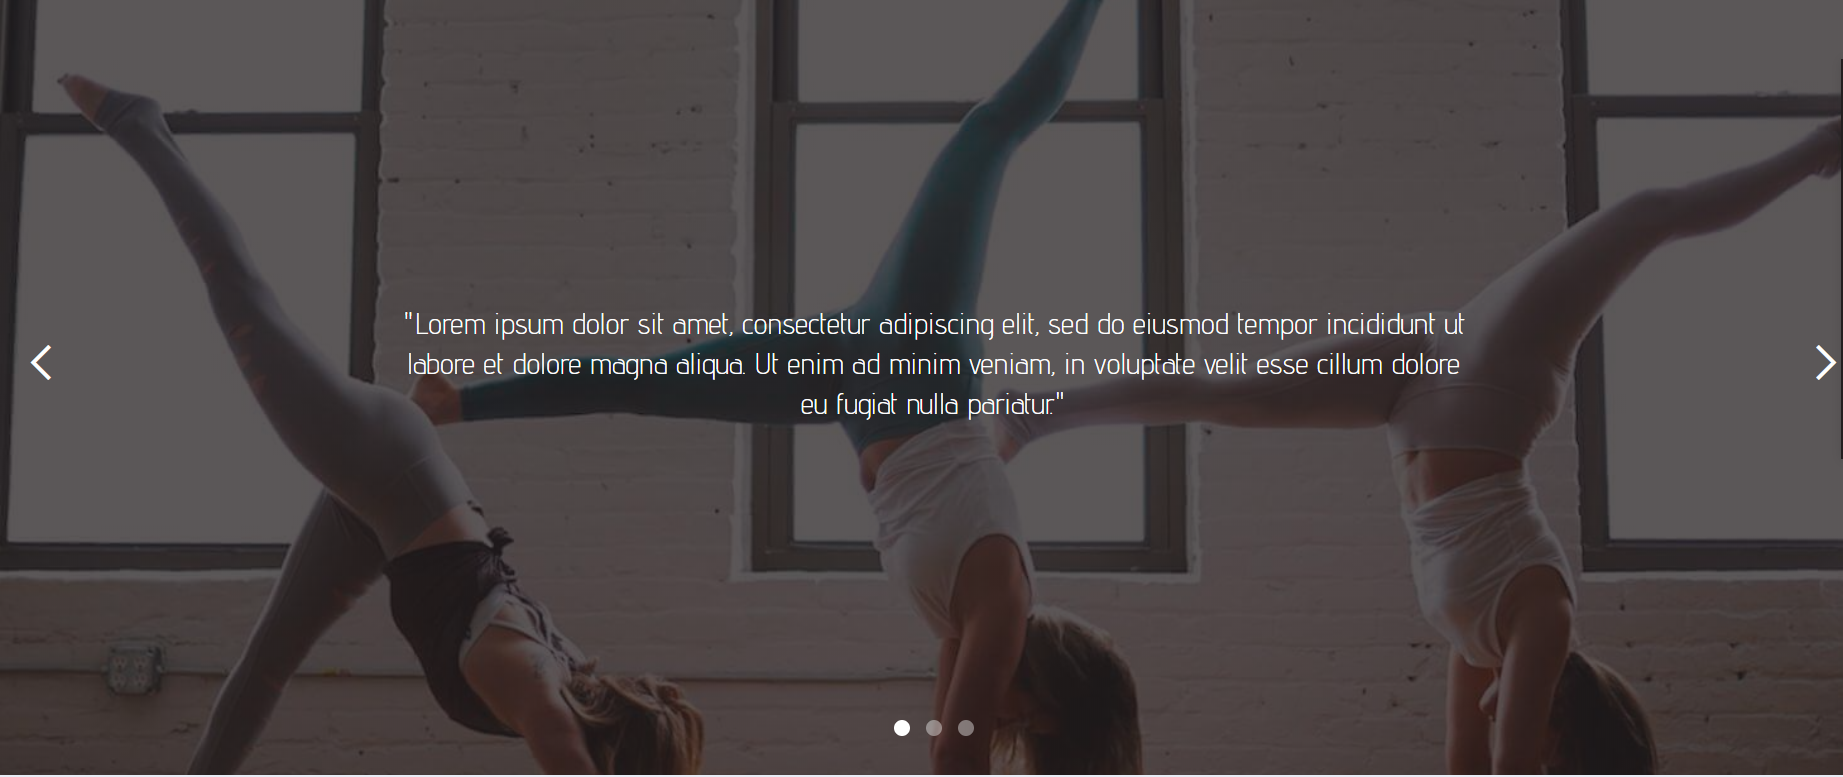 "Lorem ipsum dolor sit amet, consectetur adipiscing elit, sed do eiusmod tempor incididunt ut
labore et dolore magna aliqua. Ut enim ad minim veniam, in voluptate velit esse cillum dolore
eu fugiat nulla pariatur."